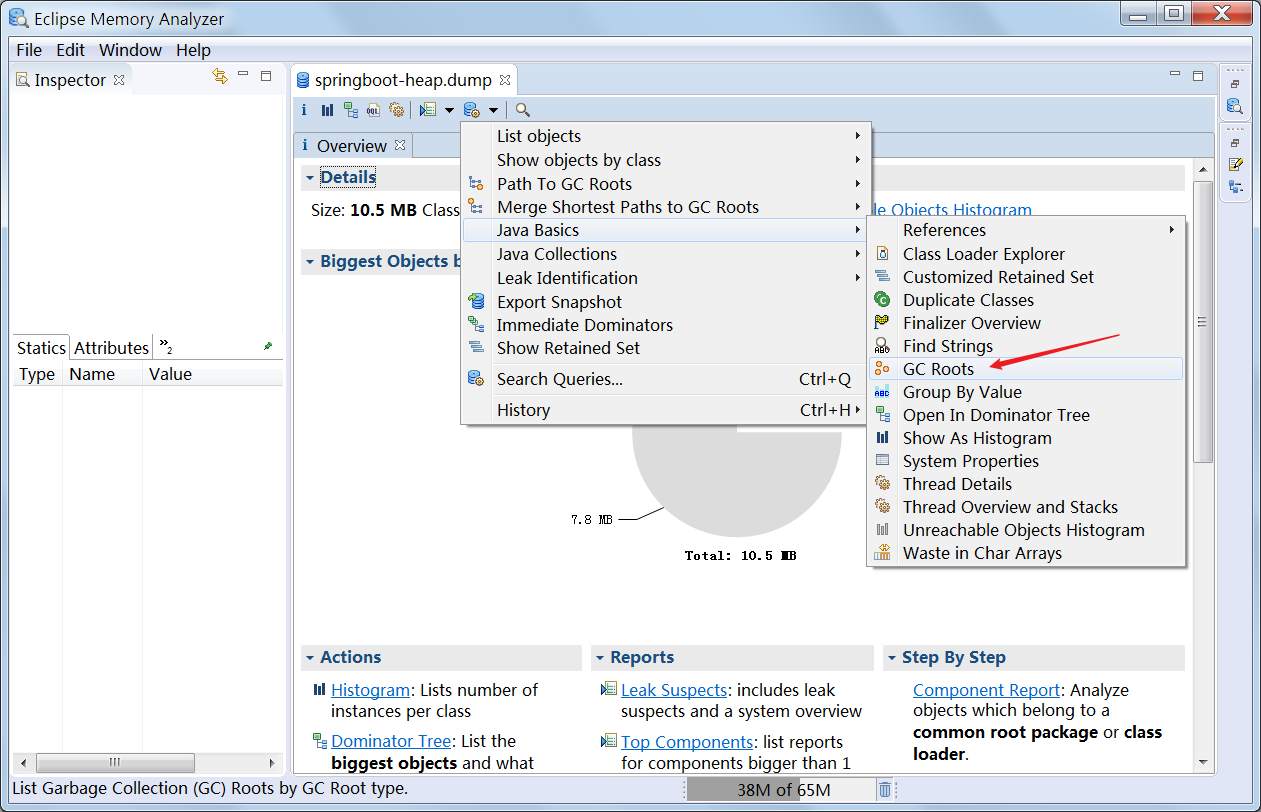 Eclipse Memory Analyzer
File Edit Window Help
Inspector
springboot-heap.dump
i OQL
i Overview
Details
Size: 10.5 MB Class
le Objects Histogram
Biggest Objects b
List objects
Show objects by class
Path To GC Roots
Merge Shortest Paths to GC Roots
Java Basics
Java Collections
Leak Identification
Export Snapshot
Immediate Dominators
Show Retained Set
Search Queries... Ctrl+Q
History Ctrl+H
References
Class Loader Explorer
Customized Retained Set
Duplicate Classes
Finalizer Overview
Find Strings
GC Roots
Group By Value
Open In Dominator Tree
Show As Histogram
System Properties
Thread Details
Thread Overview and Stacks
Unreachable Objects Histogram
Waste in Char Arrays
Statics Attributes »2
Type Name Value
7.8 MB
Total: 10.5 MB
Actions
Histogram: Lists number of
instances per class
Dominator Tree: List the
biggest objects and what
Reports
Leak Suspects: includes leak
suspects and a system overview
Top Components: list reports
for components bigger than 1
Step By Step
Component Report: Analyze
objects which belong to a
common root package or class
loader.
List Garbage Collection (GC) Roots by GC Root type.
38M of 65M